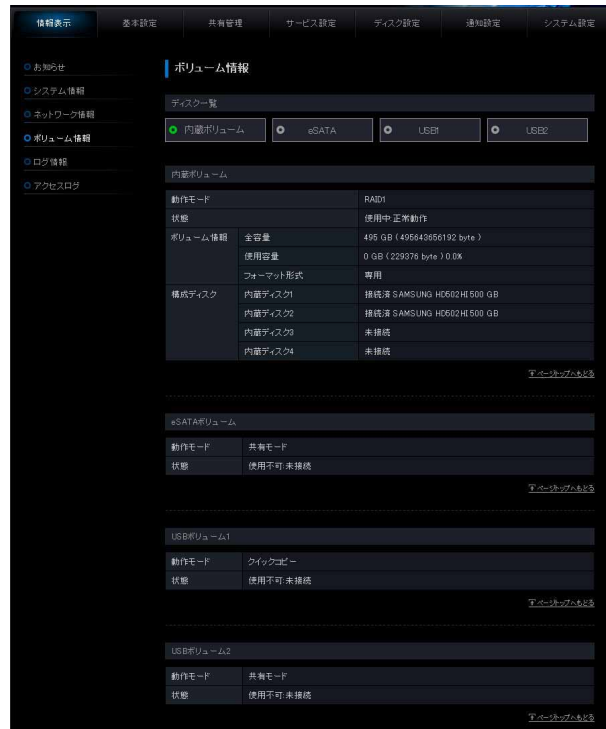 情報表示 基本設定 共有管理 サービス設定 ディスク設定 通知設定 システム設定
お知らせ
システム情報
ネットワーク情報
ボリューム情報
ログ情報
アクセスログ
ボリューム情報
ディスク一覧
内蔵ボリューム eSATA USB1 USB2
内蔵ボリューム
動作モード RAID1
状態 使用中:正常動作
ボリューム情報 全容量 495 GB ( 495643656192 byte )
使用容量 0 GB ( 229376 byte ) 0.0%
フォーマット形式 専用
構成ディスク 内蔵ディスク1 接続済 SAMSUNG HD502HI 500 GB
内蔵ディスク2 接続済 SAMSUNG HD502HI 500 GB
内蔵ディスク3 未接続
内蔵ディスク4 未接続
ページトップへもどる
eSATAボリューム
動作モード 共有モード
状態 使用不可:未接続
ページトップへもどる
USBボリューム1
動作モード クイックコピー
状態 使用不可:未接続
ページトップへもどる
USBボリューム2
動作モード 共有モード
状態 使用不可:未接続
ページトップへもどる